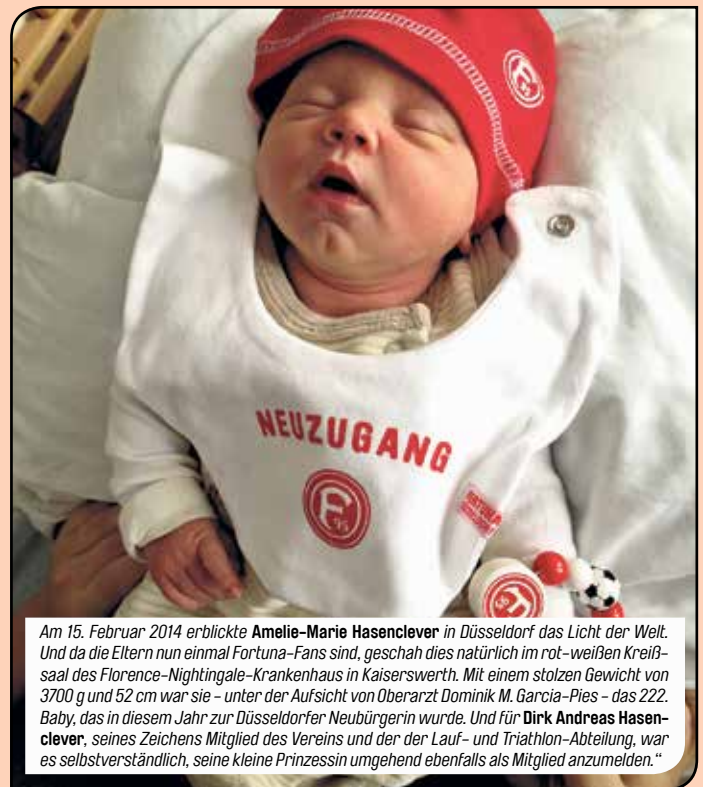 F
95
NEUZUGANG
F
95
F
95
Am 15. Februar 2014 erblickte Amelie-Marie Hasenclever in Düsseldorf das Licht der Welt.
Und da die Eltern nun einmal Fortuna-Fans sind, geschah dies natürlich im rot-weißen Kreiß-
saal des Florence-Nightingale-Krankenhaus in Kaiserswerth. Mit einem stolzen Gewicht von
3700 g und 52 cm war sie – unter der Aufsicht von Oberarzt Dominik M. Garcia-Pies – das 222.
Baby, das in diesem Jahr zur Düsseldorfer Neubürgerin wurde. Und für Dirk Andreas Hasen-
clever, seines Zeichens Mitglied des Vereins und der der Lauf- und Triathlon-Abteilung, war
es selbstverständlich, seine kleine Prinzessin umgehend ebenfalls als Mitglied anzumelden.“